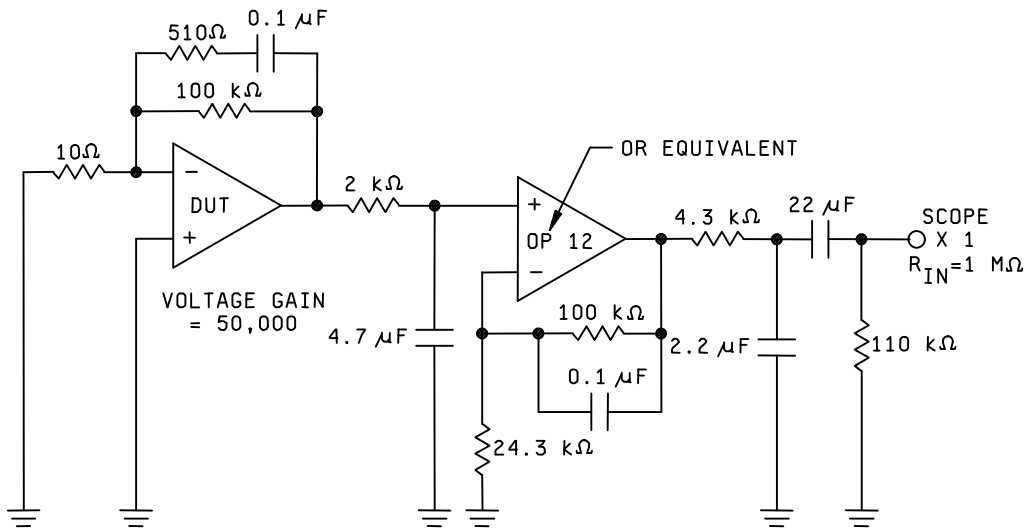 0.1 µF
510Ω
100 kΩ
10Ω
DUT
-
+
VOLTAGE GAIN
= 50,000
2 kΩ
4.7 µF
OR EQUIVALENT
+
OP 12
-
100 kΩ
0.1 µF
24.3 kΩ
4.3 kΩ
2.2 µF
22 µF
110 kΩ
SCOPE
X 1
RIN=1 MΩ